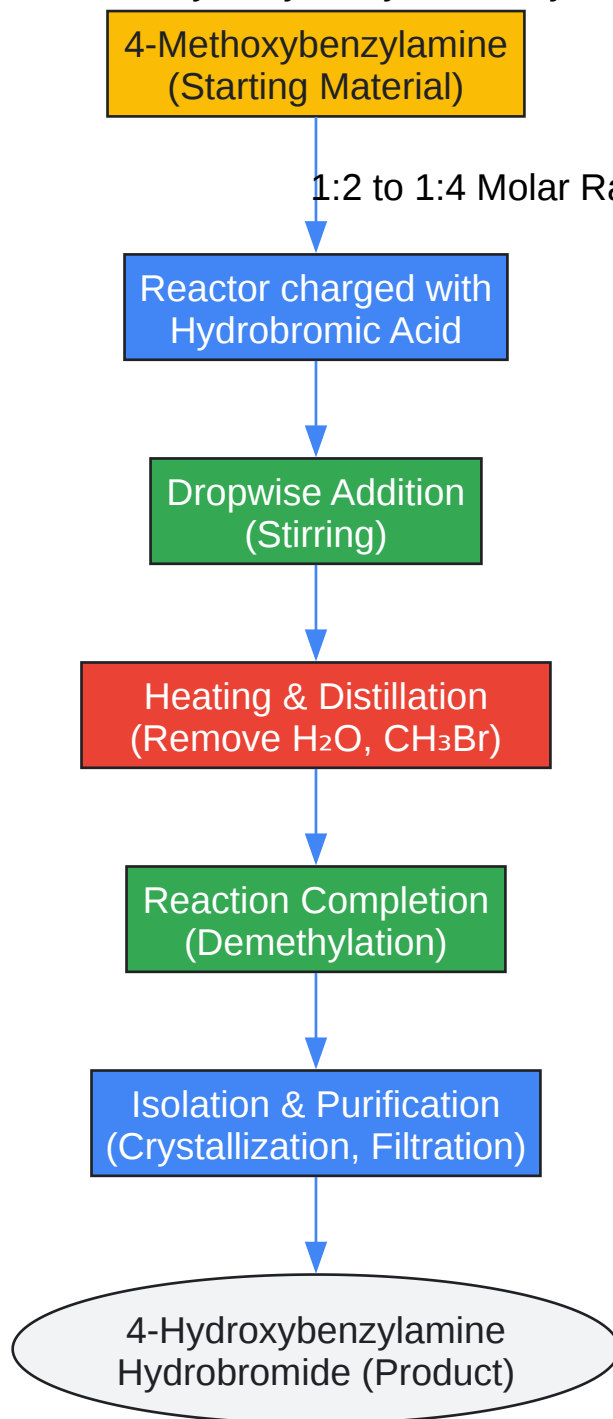 4-Methoxybenzylamine
(Starting Material)
1:2 to 1:4 Molar
Reactor charged with
Hydrobromic Acid
Dropwise Addition
(Stirring)
Heating & Distillation
(Remove H₂O, CH₃Br)
Reaction Completion
(Demethylation)
Isolation & Purification
(Crystallization, Filtration)
4-Hydroxybenzylamine
Hydrobromide (Product)